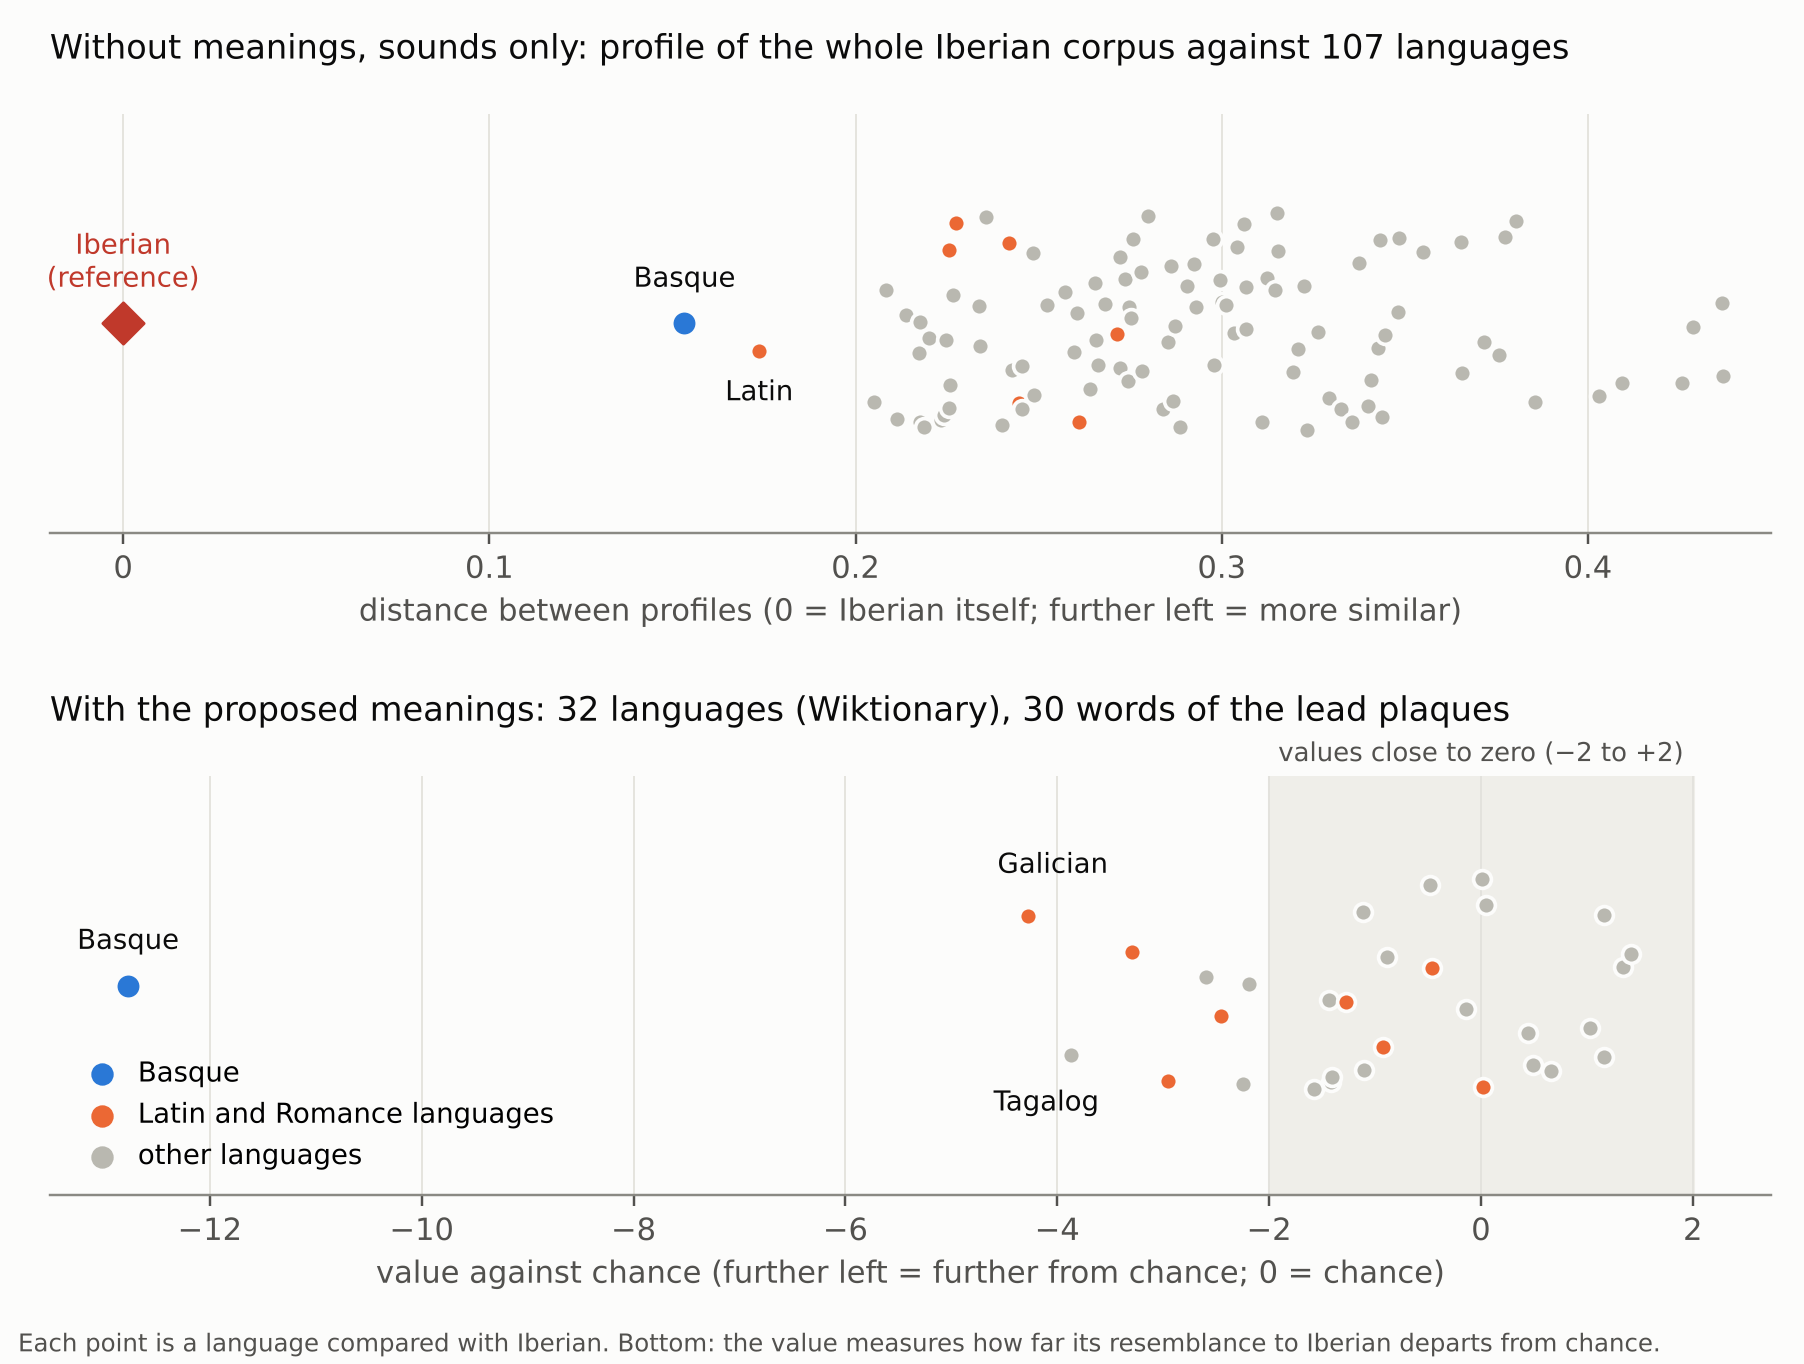 Without meanings, sounds only: profile of the whole Iberian corpus against 107 languages
Iberian
(reference)
Basque
Latin
0 0.1 0.2 0.3 0.4
distance between profiles (0 = Iberian itself; further left = more similar)
With the proposed meanings: 32 languages (Wiktionary), 30 words of the lead plaques
values close to zero (−2 to +2)
Galician
Basque
Tagalog
Basque
Latin and Romance languages
other languages
−12 −10 −8 −6 −4 −2 0 2
value against chance (further left = further from chance; 0 = chance)
Each point is a language compared with Iberian. Bottom: the value measures how far its resemblance to Iberian departs from chance.